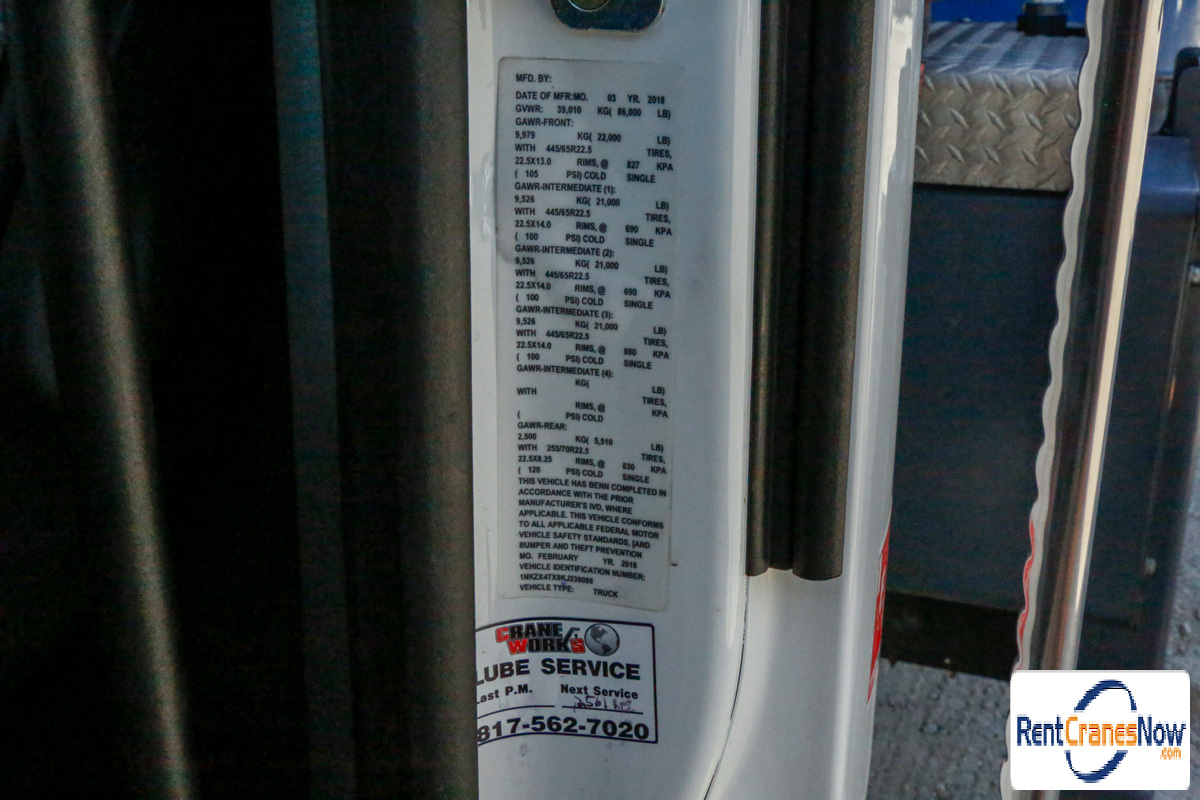 MFD. BY:
DATE OF MFR:MO. 03 YR. 2018
GVWR: 39,010 KG( 86,000 LB)
GAWR-FRONT:
9,979 KG( 22,000 LB)
WITH 445/65R22.5 TIRES,
22.5X13.0 RIMS, @ 827 KPA
( 105 PSI) COLD SINGLE
GAWR-INTERMEDIATE (1):
9,526 KG( 21,000 LB)
WITH 445/65R22.5 TIRES,
22.5X14.0 RIMS, @ 690 KPA
( 100 PSI) COLD SINGLE
GAWR-INTERMEDIATE (2):
9,526 KG( 21,000 LB)
WITH 445/65R22.5 TIRES,
22.5X14.0 RIMS, @ 690 KPA
( 100 PSI) COLD SINGLE
GAWR-INTERMEDIATE (3):
9,526 KG( 21,000 LB)
WITH 445/65R22.5 TIRES,
22.5X14.0 RIMS, @ 690 KPA
( 100 PSI) COLD SINGLE
GAWR-INTERMEDIATE (4):
KG( LB)
WITH TIRES,
RIMS, @ KPA
( PSI) COLD
GAWR-REAR:
2,500 KG( 5,510 LB)
WITH 255/70R22.5 TIRES,
22.5X8.25 RIMS, @ 830 KPA
( 120 PSI) COLD SINGLE
THIS VEHICLE HAS BENN COMPLETED IN
ACCORDANCE WITH THE PRIOR
MANUFACTURER'S IVD, WHERE
APPLICABLE. THIS VEHICLE CONFORMS
TO ALL APPLICABLE FEDERAL MOTOR
VEHICLE SAFETY STANDARDS, [AND
BUMPER AND THEFT PREVENTION
MO. FEBRUARY YR. 2018
VEHICLE IDENTIFICATION NUMBER:
1NKZX4TX9KJ238086
VEHICLE TYPE: TRUCK
CRANE
WORKS
LUBE SERVICE
Last P.M. Next Service
817-562-7020
RentCranesNow
.com